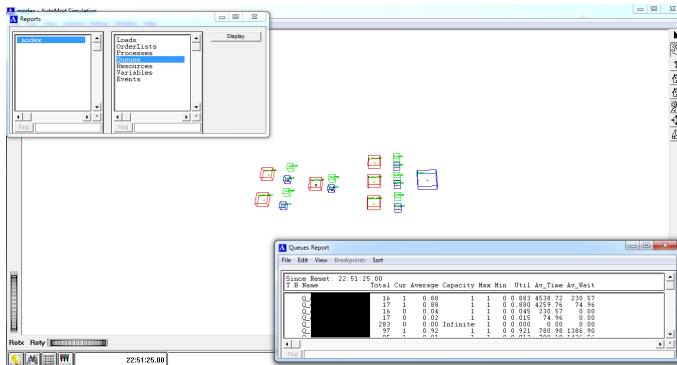 modex - AutoMod Simulation
Reports
modex
Loads
OrderLists
Processes
Queues
Resources
Variables
Events
Display
Find
Find
Queues Report
File Edit View Breakpoints Sort
Since Reset: 22:51:25.00
T B Name Total Cur Average Capacity Max Min Util Av_Time Av_Wait
Q_ 16 1 0.88 1 1 0 0.883 4538.72 230.57
Q_ 17 1 0.88 1 1 0 0.880 4259.76 74.96
Q_ 16 0 0.04 1 1 0 0.045 230.57 0.00
Q_ 17 0 0.02 1 1 0 0.015 74.96 0.00
Q_ 283 0 0.00 Infinite 1 0 0.000 0.00 0.00
Q_ 97 1 0.92 1 1 0 0.921 780.98 1386.90
Find
Rotx Roty
22:51:25.00